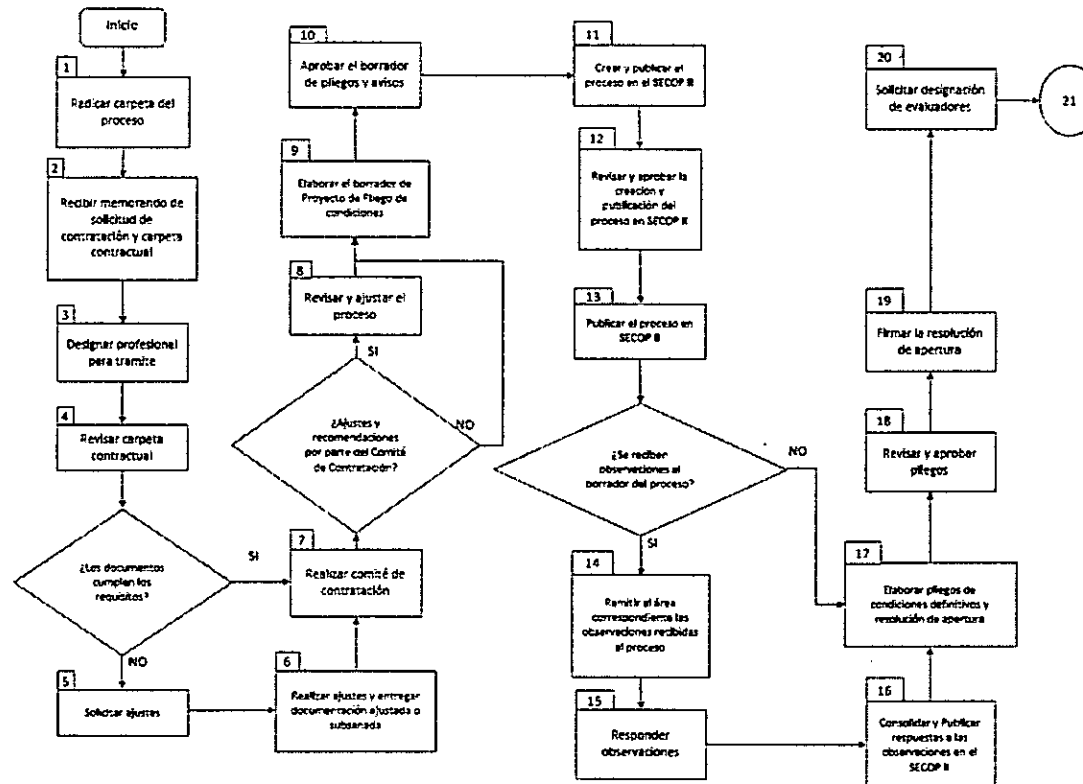 Inicio
1
Radicar carpeta del
proceso
2
Recibir memorando de
solicitud de
contratación y carpeta
contractual
3
Designar profesional
para tramite
4
Revisar carpeta
contractual
¿Los documentos
cumplen los
requisitos?
SI
NO
5
Solicitar ajustes
6
Realizar ajustes y entregar
documentación ajustada o
subsanada
7
Realizar comité de
contratación
¿Ajustes y
recomendaciones
por parte del Comité
de Contratación?
SI
NO
8
Revisar y ajustar el
proceso
9
Elaborar el borrador de
Proyecto de Pliego de
condiciones
10
Aprobar el borrador
de pliegos y avisos
11
Crear y publicar el
proceso en el SECOP II
12
Revisar y aprobar la
creacion y
publicación del
proceso en SECOP II
13
Publicar el proceso en
SECOP II
¿Se reciben
observaciones al
borrador del proceso?
NO
SI
14
Remitir al área
correspondiente las
observaciones recibidas
al proceso
15
Responder
observaciones
16
Consolidar y Publicar
respuestas a las
observaciones en el
SECOP II
17
Elaborar pliegos de
condiciones definitivos y
resolución de apertura
18
Revisar y aprobar
pliegos
19
Firmar la resolución
de apertura
20
Solicitar designación
de evaluadores
21